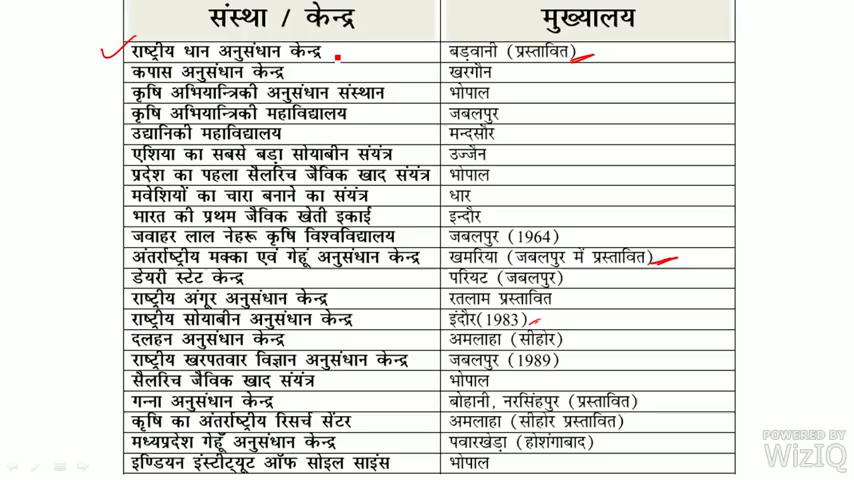 संस्था / केन्द्र मुख्यालय
राष्ट्रीय धान अनुसंधान केन्द्र बड़वानी (प्रस्तावित)
कपास अनुसंधान केन्द्र खरगौन
कृषि अभियान्त्रिकी अनुसंधान संस्थान भोपाल
कृषि अभियान्त्रिकी महाविद्यालय जबलपुर
उद्यानिकी महाविद्यालय मन्दसौर
एशिया का सबसे बड़ा सोयाबीन संयंत्र उज्जैन
प्रदेश का पहला सैलरिच जैविक खाद संयंत्र भोपाल
मवेशियों का चारा बनाने का संयंत्र धार
भारत की प्रथम जैविक खेती इकाई इन्दौर
जवाहर लाल नेहरू कृषि विश्वविद्यालय जबलपुर (1964)
अंतर्राष्ट्रीय मक्का एवं गेहूं अनुसंधान केन्द्र खमरिया (जबलपुर में प्रस्तावित)
डेयरी स्टेट केन्द्र परियट (जबलपुर)
राष्ट्रीय अंगूर अनुसंधान केन्द्र रतलाम प्रस्तावित
राष्ट्रीय सोयाबीन अनुसंधान केन्द्र इंदौर(1983)
दलहन अनुसंधान केन्द्र अमलाहा (सीहोर)
राष्ट्रीय खरपतवार विज्ञान अनुसंधान केन्द्र जबलपुर (1989)
सैलरिच जैविक खाद संयंत्र भोपाल
गन्ना अनुसंधान केन्द्र बोहानी, नरसिंहपुर (प्रस्तावित)
कृषि का अंतर्राष्ट्रीय रिसर्च सेंटर अमलाहा (सीहोर प्रस्तावित)
मध्यप्रदेश गेहूँ अनुसंधान केन्द्र पवारखेड़ा (होशंगाबाद)
इण्डियन इंस्टीट्यूट ऑफ सोइल साइंस भोपाल
POWERED BY
WizIQ